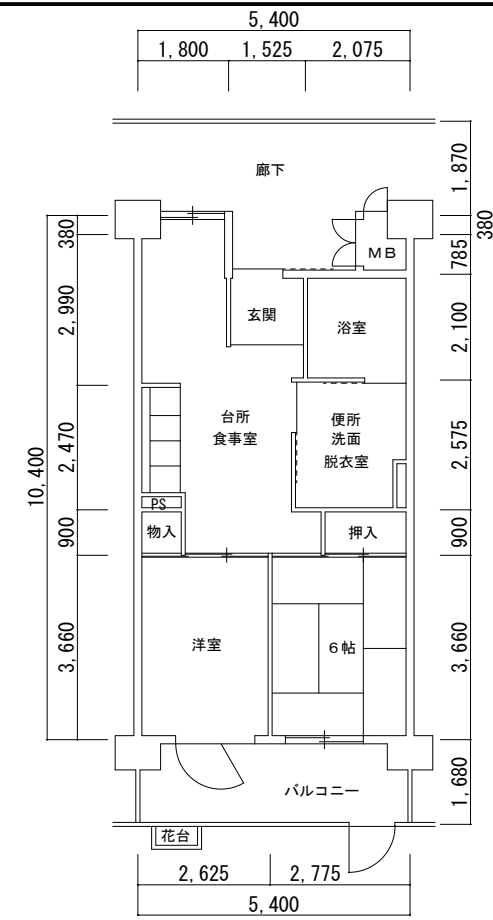 5,400
1,800
1,525
2,075
廊下
1,870
380
380
MB
785
玄関
浴室
2,990
2,100
台所
食事室
便所
洗面
脱衣室
2,470
2,575
10,400
PS
物入
押入
900
900
洋室
6帖
3,660
3,660
バルコニー
1,680
花台
2,625
2,775
5,400